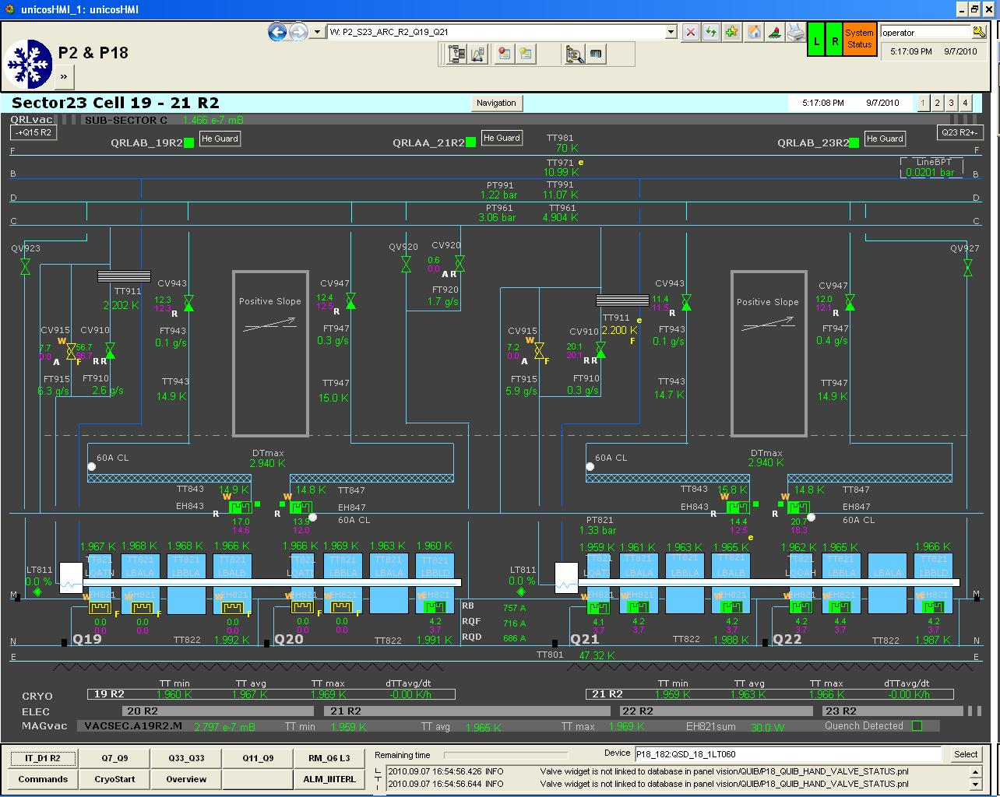 unicosHMI_1: unicosHMI
W: P2_S23_ARC_R2_Q19_Q21
P2 & P18
»
L R System Status
operator
5:17:09 PM 9/7/2010
Sector23 Cell 19 - 21 R2
Navigation
5:17:08 PM 9/7/2010
1 2 3 4
QRLvac SUB-SECTOR C 1.466 e-7 mB
-+Q15 R2
Q23 R2+-
QRLAB_19R2 He Guard
QRLAA_21R2 He Guard
QRLAB_23R2 He Guard
TT981
70 K
F F
TT971 e
10.99 K
LineBPT
0.0201 bar
B B
PT991 TT991
1.22 bar 11.07 K
D D
PT961 TT961
3.06 bar 4.904 K
C C
QV923 QV920 CV920 QV927
0.6
0.0
A R
TT911
2.202 K
CV943
12.3
12.3
R
Positive Slope
CV947
12.4
12.5
R
FT920
1.7 g/s
TT911 e
2.200 K
F
CV943
11.4
11.5
R
Positive Slope
CV947
12.0
12.1
R
CV915 CV910
W
7.7 56.7
0.0 56.7
A F R R
FT943
0.1 g/s
FT947
0.3 g/s
CV915 CV910
W
7.2 20.1
0.0 20.1
A F R R
FT943
0.1 g/s
FT947
0.4 g/s
FT915 FT910
6.3 g/s 2.6 g/s
TT943
14.9 K
TT947
15.0 K
FT915 FT910
5.9 g/s 0.3 g/s
TT943
14.7 K
TT947
14.9 K
60A CL DTmax
2.940 K
60A CL DTmax
2.940 K
TT843 14.9 K 14.8 K TT847
TT843 15.8 K 14.8 K TT847
W W W W
EH843 EH847 EH843 EH847
R R R R
60A CL 60A CL
17.0 13.9 14.4 20.7
14.6 12.0 12.5 18.3
PT821
1.33 bar
e
1.967 K 1.968 K 1.968 K 1.966 K 1.966 K 1.969 K 1.963 K 1.960 K
1.959 K 1.961 K 1.963 K 1.965 K 1.962 K 1.965 K 1.966 K
TT821 TT821 TT821 TT821 TT821 TT821 TT821 TT821
LBALA LBBLA LBALB LBALA LBBLA LBBLD
TT821 TT821 TT821 TT821 TT821 TT821 TT821
LBALA LBBLA LBALB LQOAH LBALA LBBLA LBBLD
LT811
0.0 %
LT811
0.0 %
M M
EH821 EH821 EH821 EH821 EH821 EH821
EH821 EH821 EH821 EH821 EH821 EH821
W W W W W W W
F F F F F
0.0 0.0 0.0 0.0 0.0 4.2
0.0 0.0 0.0 0.0 0.0 3.7
4.1 4.2 4.2 4.2 4.4 4.2
3.7 3.7 3.7 3.7 3.7 3.7
RB 757 A
RQF 716 A
RQD 686 A
N Q19 TT822 1.992 K Q20 TT822 1.991 K
Q21 TT822 1.988 K Q22 TT822 1.987 K N
E TT801 47.32 K E
TT min TT avg TT max dTTavg/dt
TT min TT avg TT max dTTavg/dt
CRYO 19 R2 1.960 K 1.967 K 1.969 K -0.00 K/h
21 R2 1.959 K 1.963 K 1.966 K -0.00 K/h
ELEC 20 R2 21 R2 22 R2 23 R2
MAGvac VACSEC.A19R2.M 2.797 e-7 mB TT min 1.959 K TT avg 1.965 K TT max 1.969 K EH821sum 30.0 W Quench Detected
IT_D1 R2 Q7_Q9 Q33_Q33 Q11_Q9 RM_Q6 L3
Commands CryoStart Overview ALM_INTERL
Remaining time
Device P18_182:QSD_18_1LT060 Select
2010.09.07 16:54:56.426 INFO Valve widget is not linked to database in panel vision/QUIB/P18_QUIB_HAND_VALVE_STATUS.pnl
2010.09.07 16:54:56.644 INFO Valve widget is not linked to database in panel vision/QUIB/P18_QUIB_HAND_VALVE_STATUS.pnl